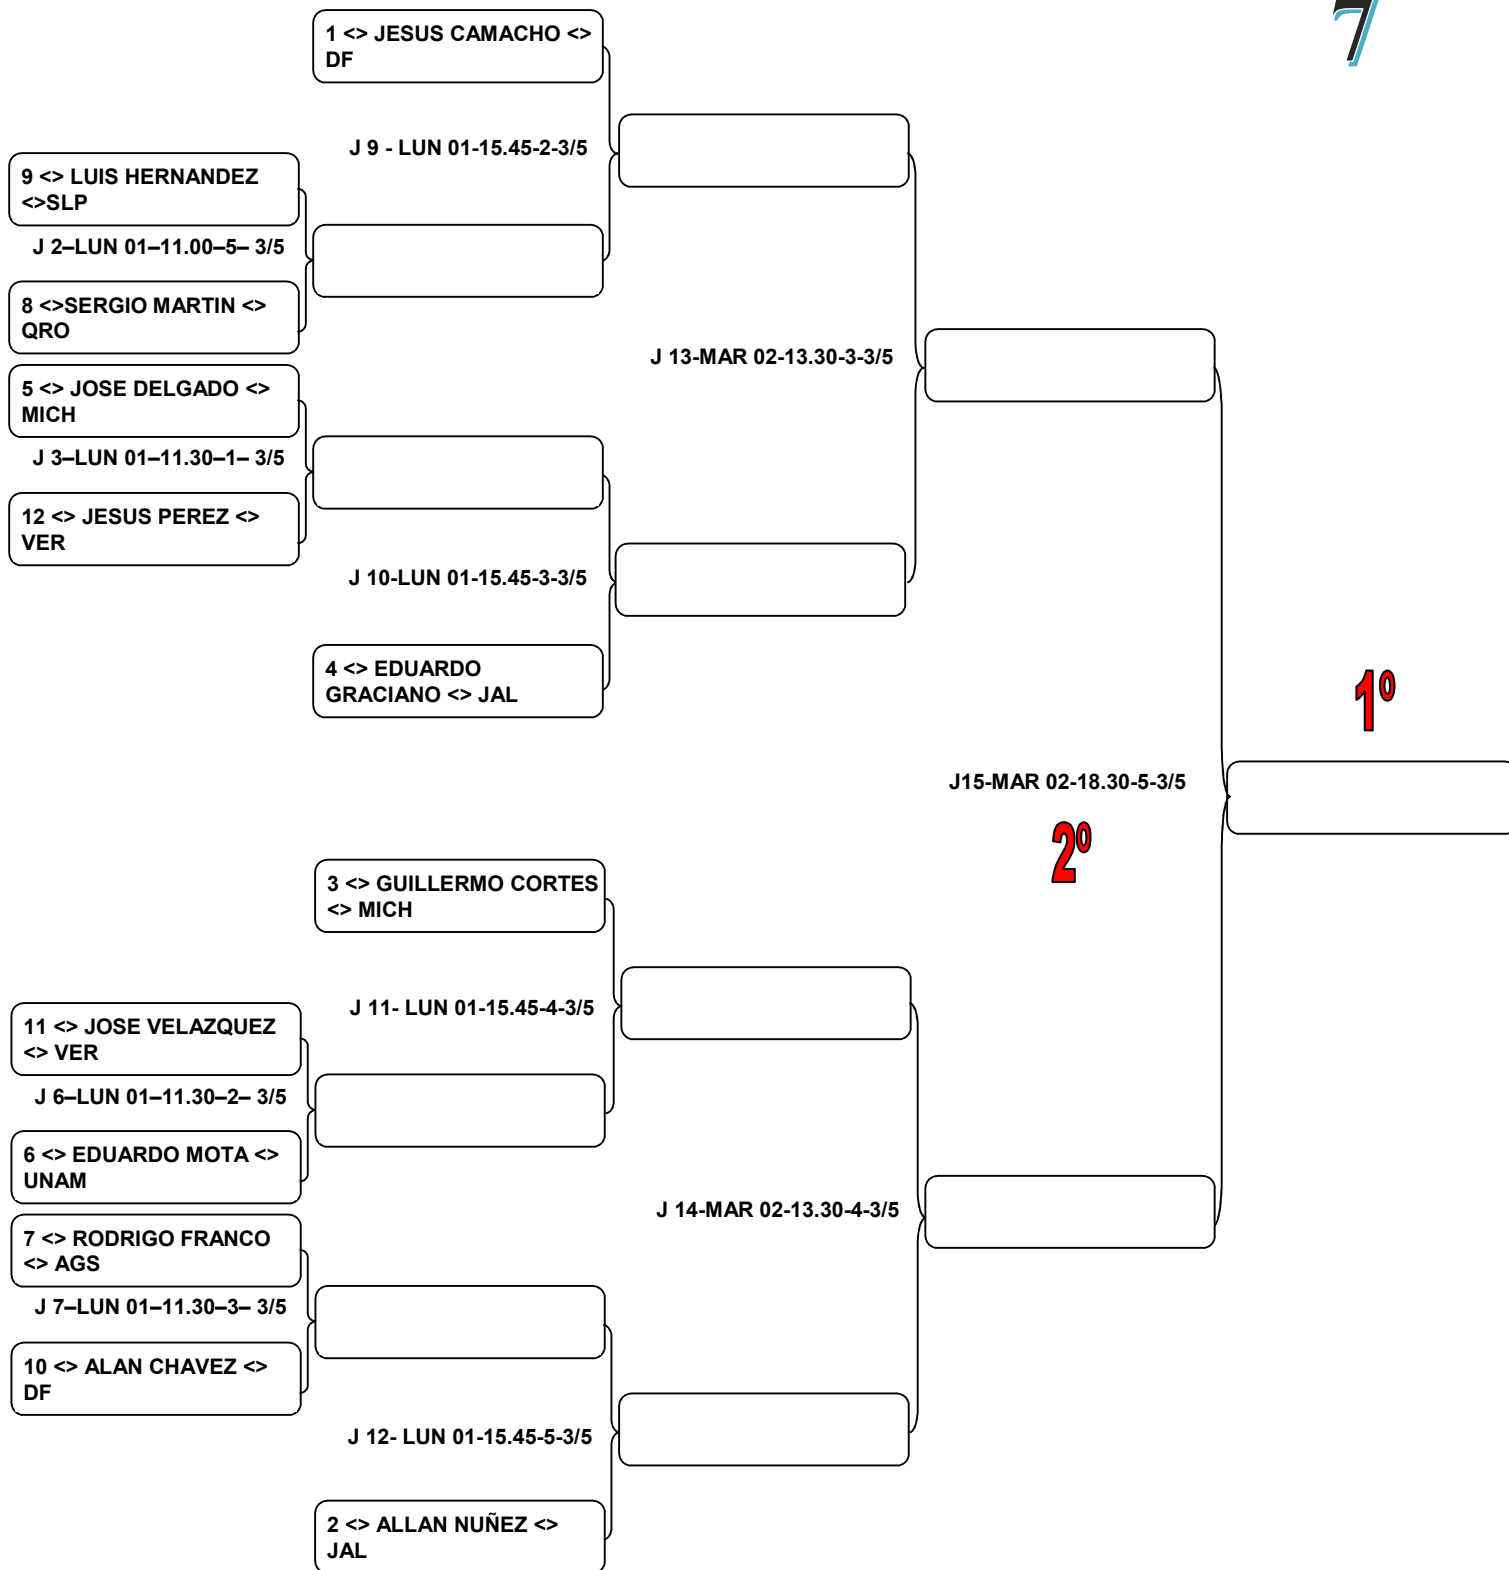 7
1 <> JESUS CAMACHO <>
DF
J 9 - LUN 01-15.45-2-3/5
9 <> LUIS HERNANDEZ
<>SLP
J 2–LUN 01–11.00–5– 3/5
8 <>SERGIO MARTIN <>
QRO
J 13-MAR 02-13.30-3-3/5
5 <> JOSE DELGADO <>
MICH
J 3–LUN 01–11.30–1– 3/5
12 <> JESUS PEREZ <>
VER
J 10-LUN 01-15.45-3-3/5
4 <> EDUARDO
GRACIANO <> JAL
1º
J15-MAR 02-18.30-5-3/5
2º
3 <> GUILLERMO CORTES
<> MICH
J 11- LUN 01-15.45-4-3/5
11 <> JOSE VELAZQUEZ
<> VER
J 6–LUN 01–11.30–2– 3/5
6 <> EDUARDO MOTA <>
UNAM
J 14-MAR 02-13.30-4-3/5
7 <> RODRIGO FRANCO
<> AGS
J 7–LUN 01–11.30–3– 3/5
10 <> ALAN CHAVEZ <>
DF
J 12- LUN 01-15.45-5-3/5
2 <> ALLAN NUÑEZ <>
JAL